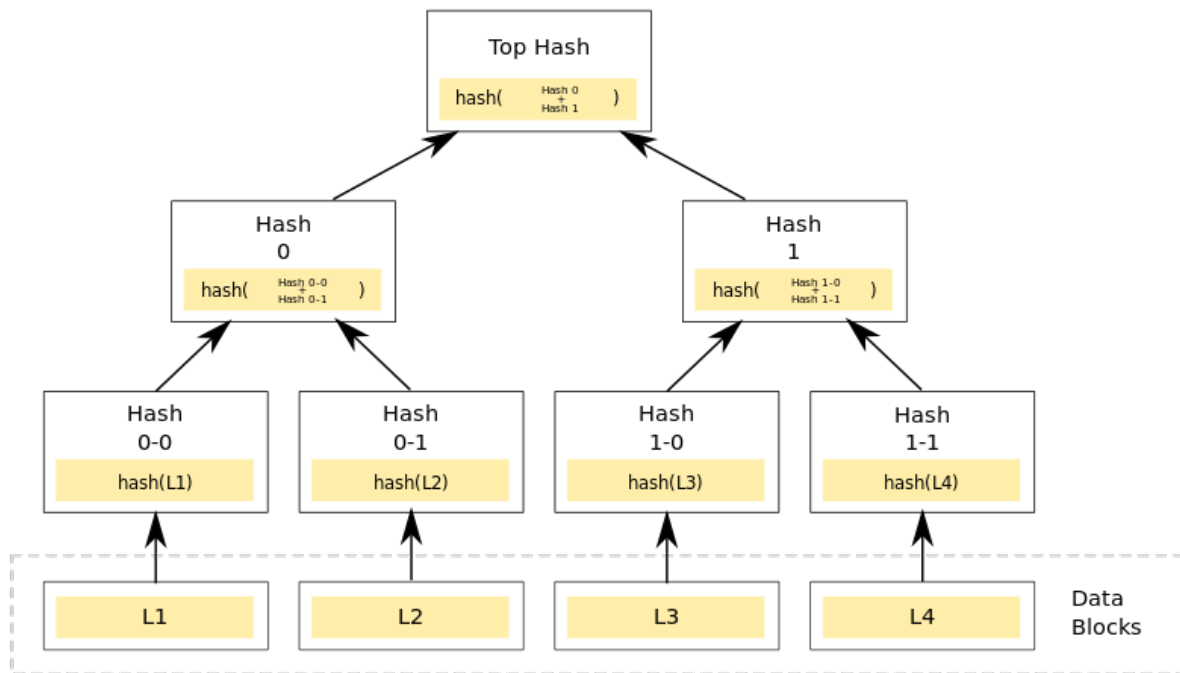 Top Hash
hash( Hash 0 + Hash 1 )
Hash
0
hash( Hash 0-0 + Hash 0-1 )
Hash
1
hash( Hash 1-0 + Hash 1-1 )
Hash
0-0
hash(L1)
Hash
0-1
hash(L2)
Hash
1-0
hash(L3)
Hash
1-1
hash(L4)
L1
L2
L3
L4
Data
Blocks